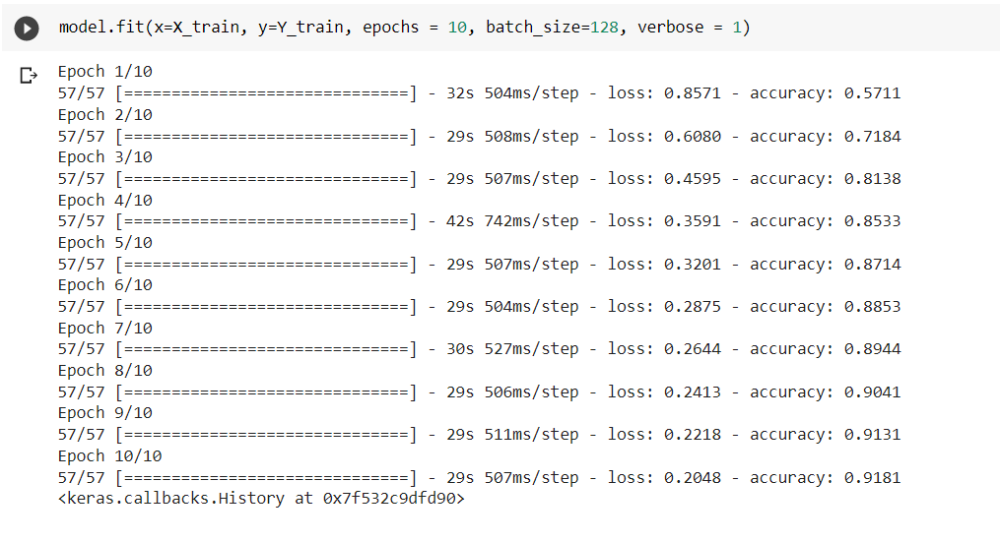 model.fit(x=X_train, y=Y_train, epochs = 10, batch_size=128, verbose = 1)
Epoch 1/10
57/57 [==============================] - 32s 504ms/step - loss: 0.8571 - accuracy: 0.5711
Epoch 2/10
57/57 [==============================] - 29s 508ms/step - loss: 0.6080 - accuracy: 0.7184
Epoch 3/10
57/57 [==============================] - 29s 507ms/step - loss: 0.4595 - accuracy: 0.8138
Epoch 4/10
57/57 [==============================] - 42s 742ms/step - loss: 0.3591 - accuracy: 0.8533
Epoch 5/10
57/57 [==============================] - 29s 507ms/step - loss: 0.3201 - accuracy: 0.8714
Epoch 6/10
57/57 [==============================] - 29s 504ms/step - loss: 0.2875 - accuracy: 0.8853
Epoch 7/10
57/57 [==============================] - 30s 527ms/step - loss: 0.2644 - accuracy: 0.8944
Epoch 8/10
57/57 [==============================] - 29s 506ms/step - loss: 0.2413 - accuracy: 0.9041
Epoch 9/10
57/57 [==============================] - 29s 511ms/step - loss: 0.2218 - accuracy: 0.9131
Epoch 10/10
57/57 [==============================] - 29s 507ms/step - loss: 0.2048 - accuracy: 0.9181
<keras.callbacks.History at 0x7f532c9dfd90>